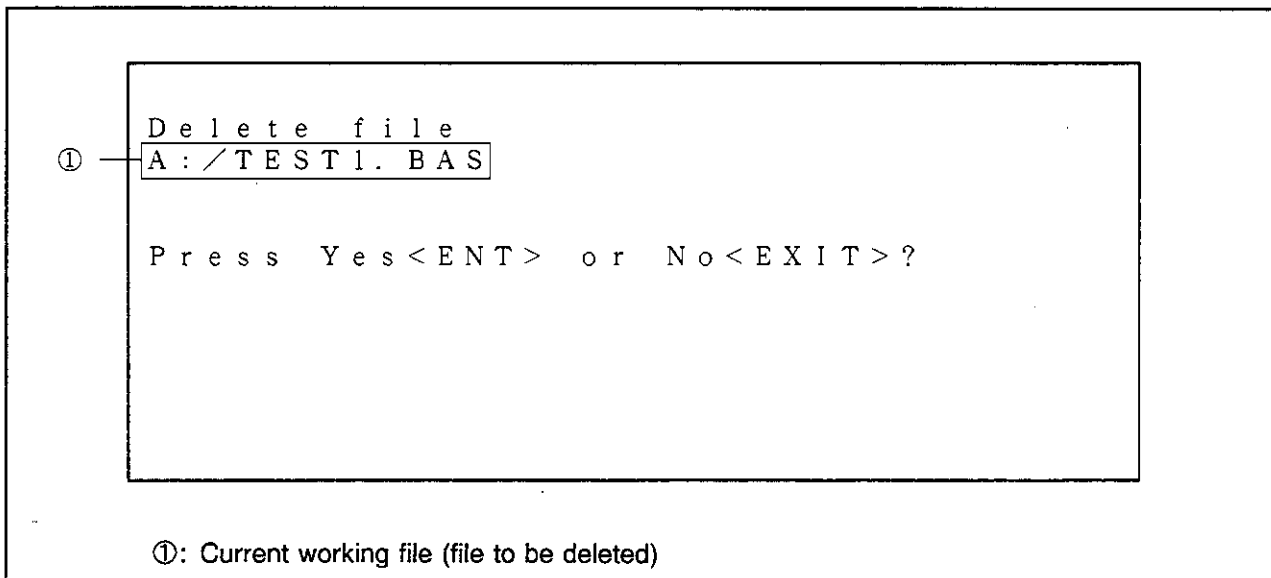 Delete file
① A:/TEST1. BAS
Press Yes<ENT> or No<EXIT>?
①: Current working file (file to be deleted)